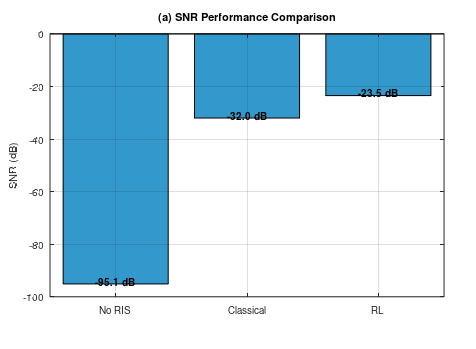 (a) SNR Performance Comparison
0
-20
-40
-60
-80
-100
SNR (dB)
-95.1 dB
-32.0 dB
-23.5 dB
No RIS
Classical
RL